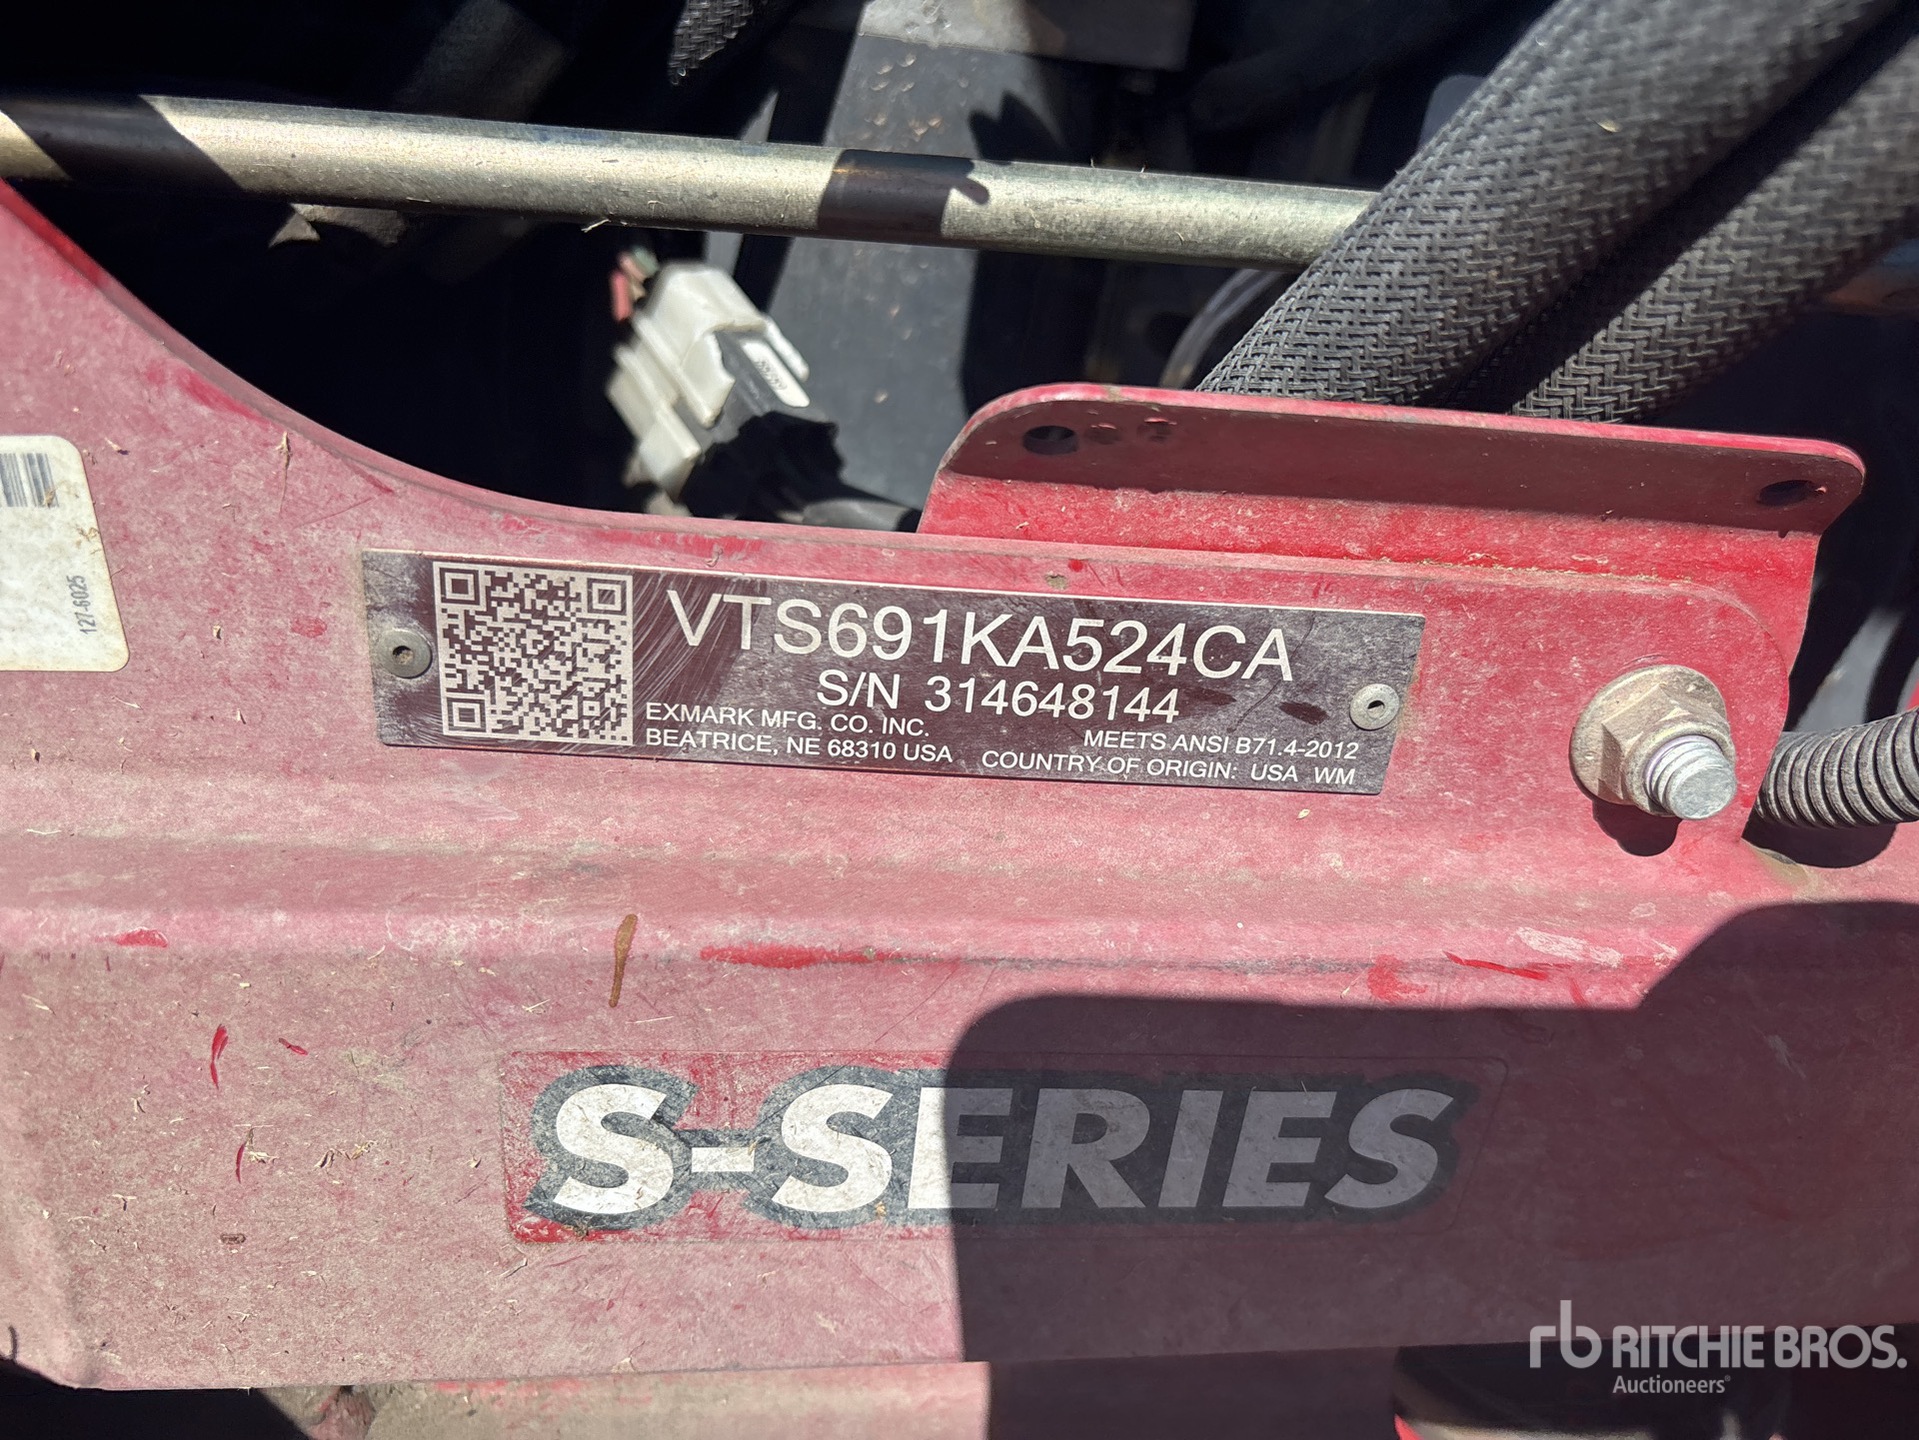 VTS691KA524CA
S/N 314648144
EXMARK MFG. CO. INC.
BEATRICE, NE 68310 USA
MEETS ANSI B71.4-2012
COUNTRY OF ORIGIN: USA WM
127-6025
S-SERIES
rb RITCHIE BROS.
Auctioneers®